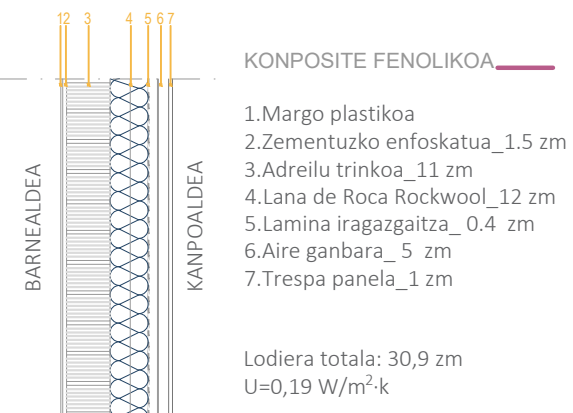 12 3 4 5 6 7
KONPOSITE FENOLIKOA
1.Margo plastikoa
2.Zementuzko enfoskatua_1.5 zm
3.Adreilu trinkoa_11 zm
4.Lana de Roca Rockwool_12 zm
5.Lamina iragazgaitza_ 0.4 zm
6.Aire ganbara_ 5 zm
7.Trespa panela_1 zm
BARNEALDEA
KANPOALDEA
Lodiera totala: 30,9 zm
U=0,19 W/m²·k